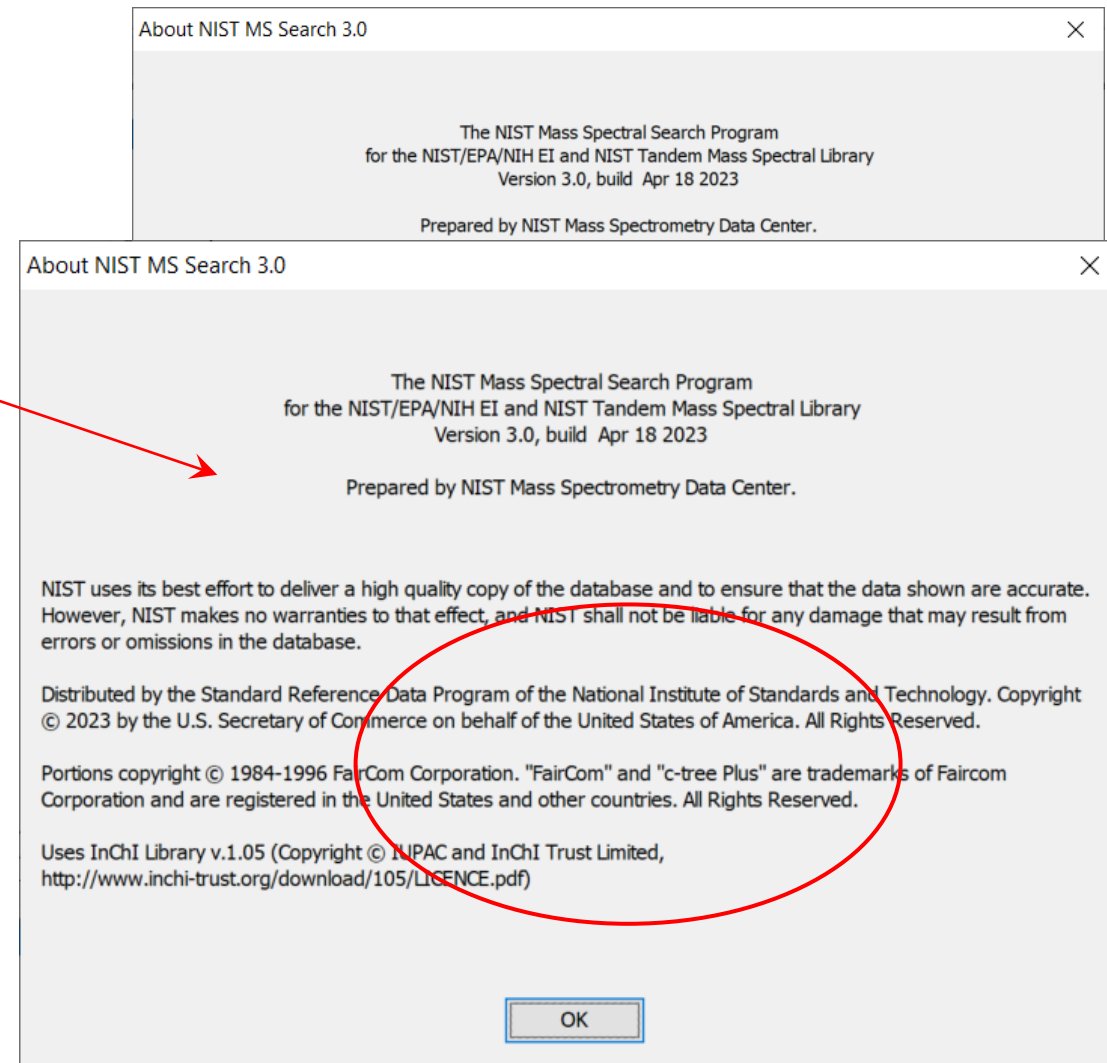 About NIST MS Search 3.0
The NIST Mass Spectral Search Program
for the NIST/EPA/NIH EI and NIST Tandem Mass Spectral Library
Version 3.0, build Apr 18 2023
Prepared by NIST Mass Spectrometry Data Center.
About NIST MS Search 3.0
The NIST Mass Spectral Search Program
for the NIST/EPA/NIH EI and NIST Tandem Mass Spectral Library
Version 3.0, build Apr 18 2023
Prepared by NIST Mass Spectrometry Data Center.
NIST uses its best effort to deliver a high quality copy of the database and to ensure that the data shown are accurate.
However, NIST makes no warranties to that effect, and NIST shall not be liable for any damage that may result from
errors or omissions in the database.
Distributed by the Standard Reference Data Program of the National Institute of Standards and Technology. Copyright
© 2023 by the U.S. Secretary of Commerce on behalf of the United States of America. All Rights Reserved.
Portions copyright © 1984-1996 FairCom Corporation. "FairCom" and "c-tree Plus" are trademarks of Faircom
Corporation and are registered in the United States and other countries. All Rights Reserved.
Uses InChI Library v.1.05 (Copyright © IUPAC and InChI Trust Limited,
http://www.inchi-trust.org/download/105/LICENCE.pdf)
OK